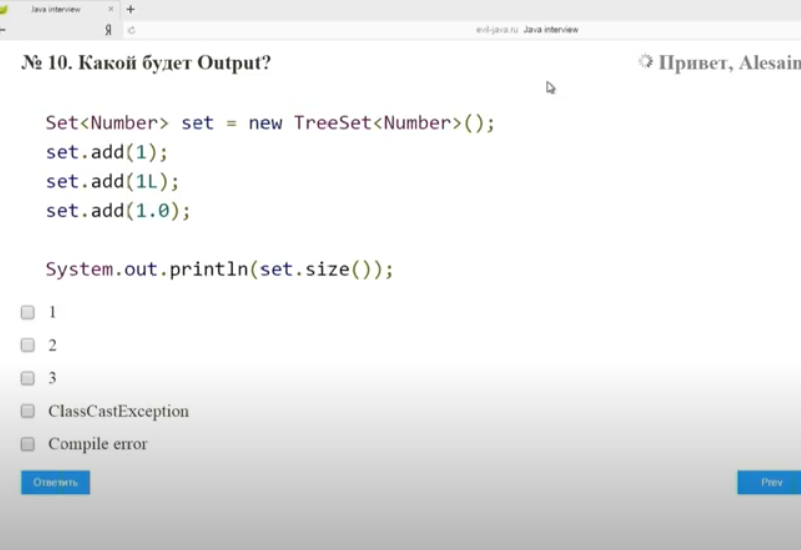 Java interview
Я evil-java.ru Java interview
№ 10. Какой будет Output?
Привет, Alesain
Set<Number> set = new TreeSet<Number>();
set.add(1);
set.add(1L);
set.add(1.0);
System.out.println(set.size());
1
2
3
ClassCastException
Compile error
Ответить
Prev